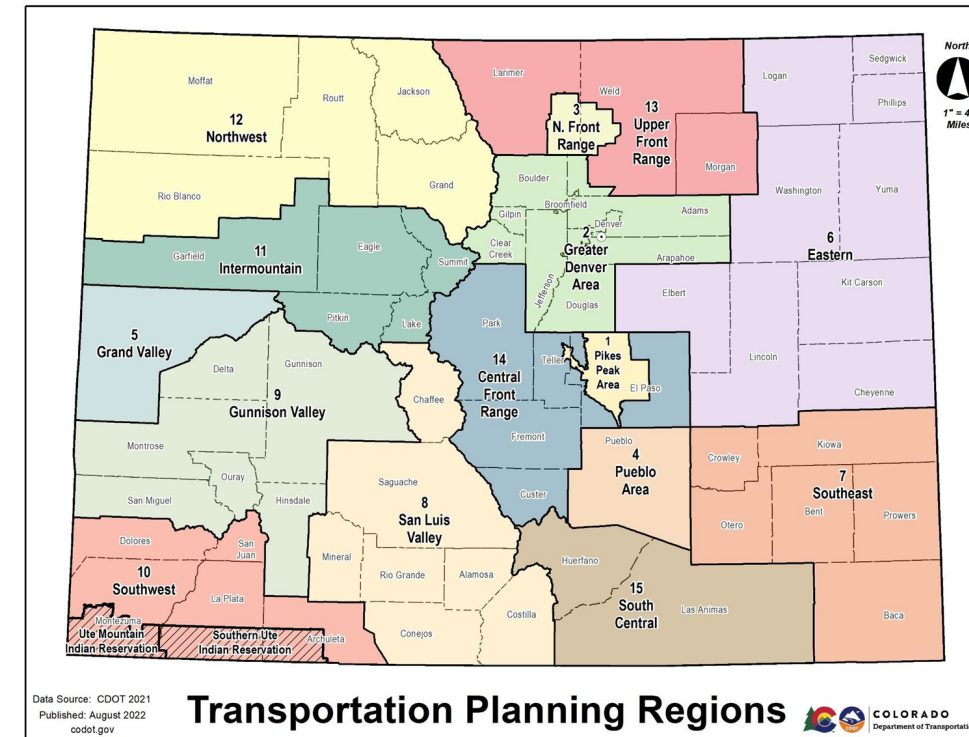 North
1" = 4
Miles
Moffat
Routt
Jackson
Larimer
Weld
Logan
Sedgwick
Phillips
12
Northwest
3
N. Front
Range
13
Upper
Front
Range
Morgan
Rio Blanco
Grand
Boulder
Washington
Yuma
Garfield
11
Intermountain
Eagle
Summit
Gilpin
Broomfield
Denver
Adams
Clear
Creek
2
Greater
Denver
Area
Arapahoe
6
Eastern
Jefferson
Douglas
Elbert
Kit Carson
Pitkin
Lake
Park
5
Grand Valley
Delta
Gunnison
14
Central
Front
Range
Teller
1
Pikes
Peak
Area
El Paso
Lincoln
Cheyenne
9
Gunnison Valley
Chaffee
Montrose
Fremont
Pueblo
Crowley
Kiowa
Ouray
San Miguel
Hinsdale
Saguache
Custer
4
Pueblo
Area
7
Southeast
Otero
Bent
Prowers
8
San Luis
Valley
Dolores
San
Juan
Mineral
Rio Grande
Alamosa
Huerfano
10
Southwest
La Plata
Costilla
15
South
Central
Las Animas
Baca
Montezuma
Ute Mountain
Indian Reservation
Southern Ute
Indian Reservation
Archuleta
Conejos
Data Source: CDOT 2021
Published: August 2022
codot.gov
Transportation Planning Regions
COLORADO
Department of Transportatio